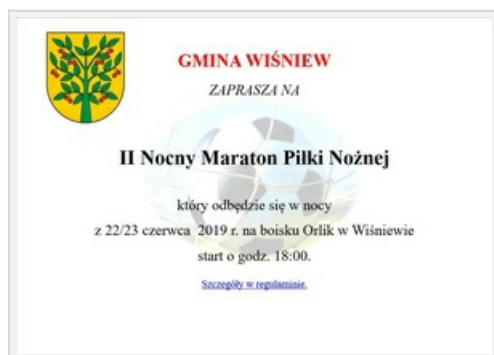 GMINA WIŚNIEW
ZAPRASZA NA
II Nocny Maraton Piłki Nożnej
który odbędzie się w nocy
z 22/23 czerwca 2019 r. na boisku Orlik w Wiśniewie
start o godz. 18:00.
Szczegóły w regulaminie.